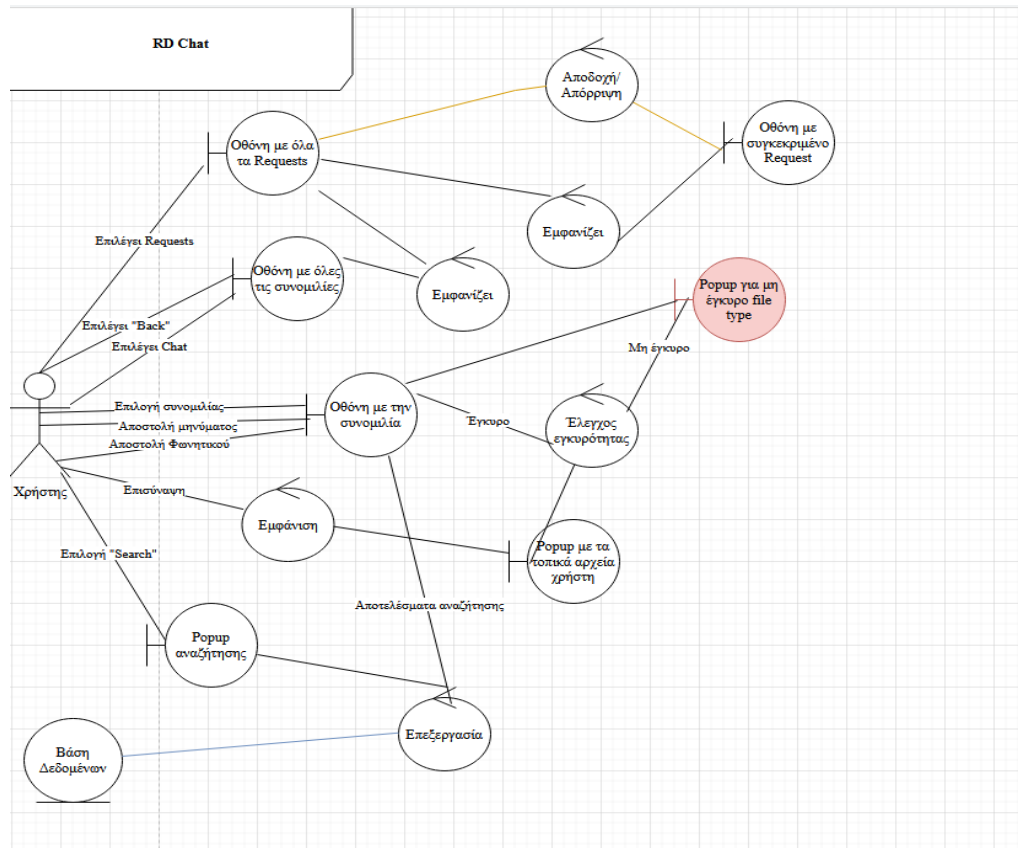 RD Chat
Αποδοχή/
Απόρριψη
Οθόνη με όλα
τα Requests
Οθόνη με
συγκεκριμένο
Request
Εμφανίζει
Επιλέγει Requests
Οθόνη με όλες
τις συνομιλίες
Εμφανίζει
Popup για μη
έγκυρο file
type
Επιλέγει "Back"
Επιλέγει Chat
Μη έγκυρο
Επιλογή συνομιλίας
Αποστολή μηνύματος
Αποστολή Φωνητικού
Οθόνη με την
συνομιλία
Έγκυρο
Έλεγχος
εγκυρότητας
Χρήστης
Επισύναψη
Εμφάνιση
Popup με τα
τοπικά αρχεία
χρήστη
Επιλογή "Search"
Αποτελέσματα αναζήτησης
Popup
αναζήτησης
Επεξεργασία
Βάση
Δεδομένων